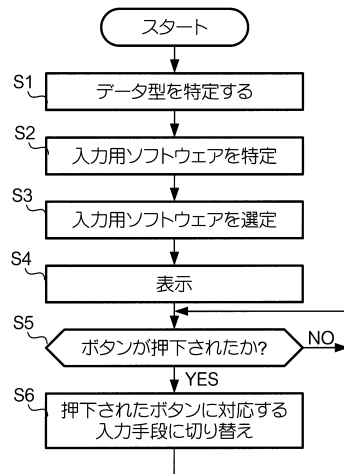 スタート
S1
データ型を特定する
S2
入力用ソフトウェアを特定
S3
入力用ソフトウェアを選定
S4
表示
S5
ボタンが押下されたか?
NO
YES
S6
押下されたボタンに対応する
入力手段に切り替え